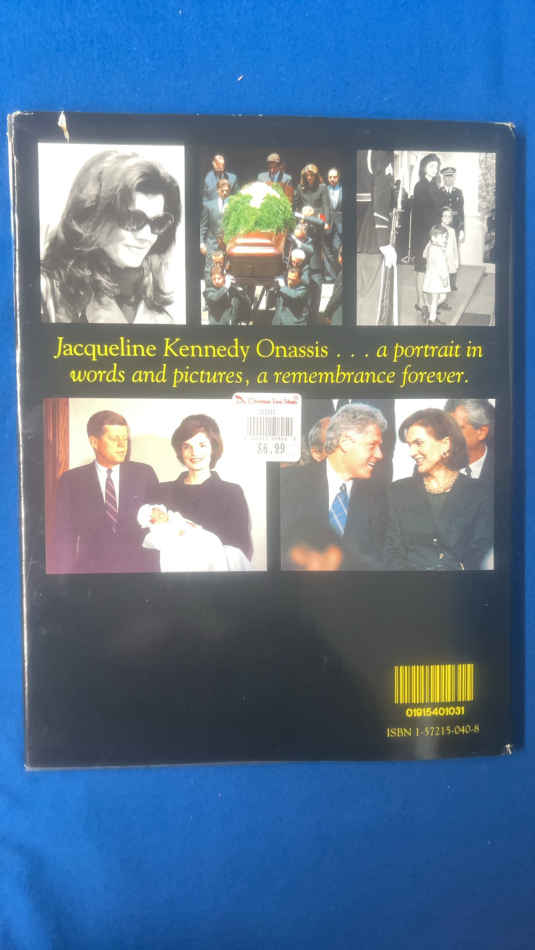 Jacqueline Kennedy Onassis . . . a portrait in
words and pictures, a remembrance forever.
$6.99
01915401031
ISBN 1-57215-040-8